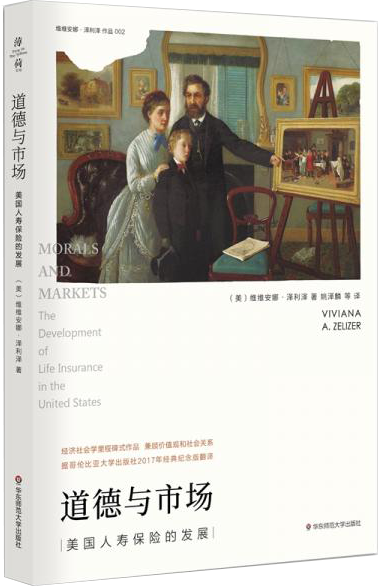 薄荷
道德与市场
美国人寿保险的发展
（美）维维安娜·泽利泽 著
华东师范大学出版社
维维安娜·泽利泽 作品 002
（美）维维安娜·泽利泽 著 姚泽麟 等 译
VIVIANA
A. ZELIZER
MORALS
AND
MARKETS
The
Development
of
Life Insurance
in the
United States
经济社会学里程碑式作品 兼顾价值观和社会关系
据哥伦比亚大学出版社2017年经典纪念版翻译
道德与市场
美国人寿保险的发展
华东师范大学出版社